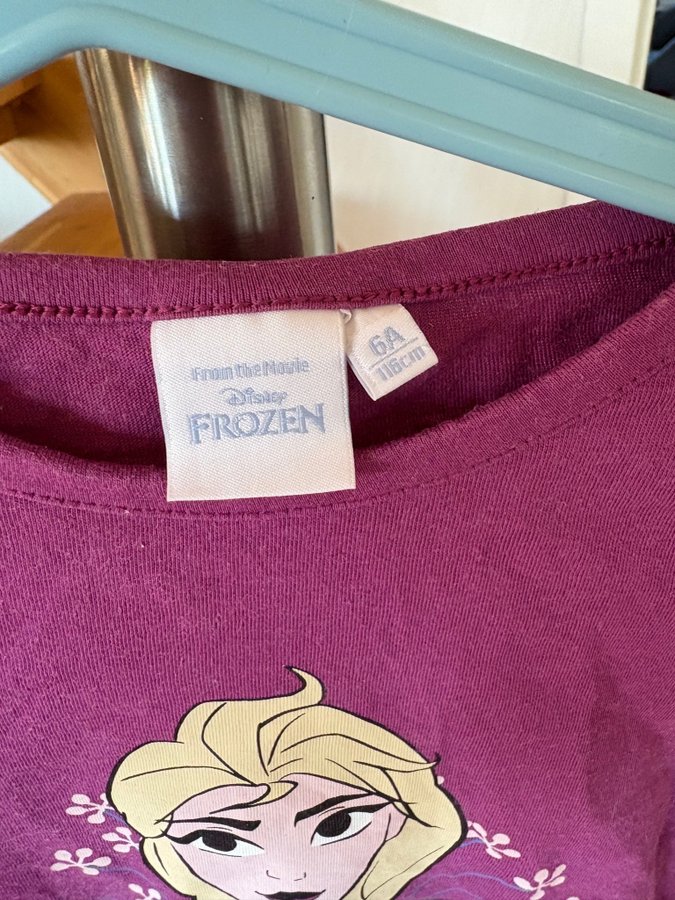 From the Movie
Disney
FROZEN
6A
116cm